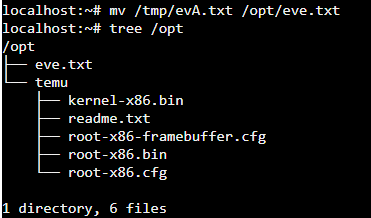 localhost:~# mv /tmp/evA.txt /opt/eve.txt
localhost:~# tree /opt
/opt
├── eve.txt
└── temu
    ├── kernel-x86.bin
    ├── readme.txt
    ├── root-x86-framebuffer.cfg
    ├── root-x86.bin
    └── root-x86.cfg
1 directory, 6 files